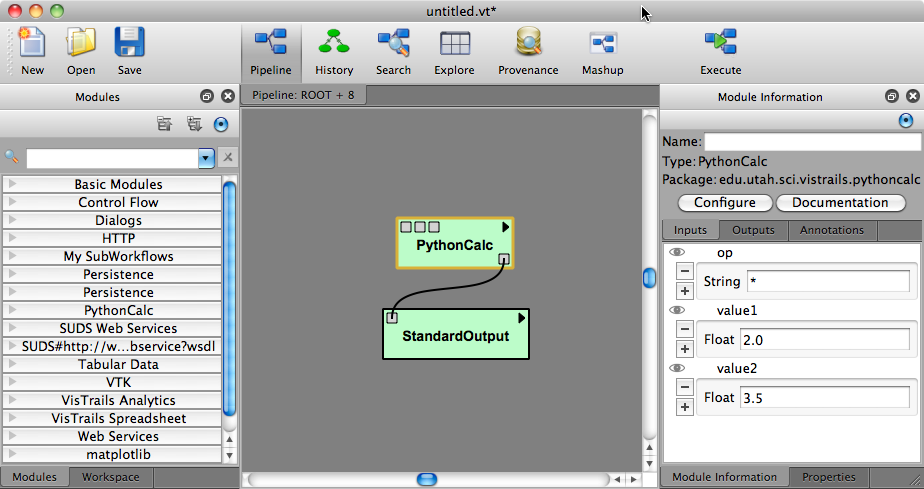 untitled.vt*
New
Open
Save
Pipeline
History
Search
Explore
Provenance
Mashup
Execute
Modules
Pipeline: ROOT + 8
Module Information
Basic Modules
Control Flow
Dialogs
HTTP
My SubWorkflows
Persistence
Persistence
PythonCalc
SUDS Web Services
SUDS#http://w...bservice?wsdl
Tabular Data
VTK
VisTrails Analytics
VisTrails Spreadsheet
Web Services
matplotlib
Modules
Workspace
PythonCalc
StandardOutput
Name:
Type: PythonCalc
Package: edu.utah.sci.vistrails.pythoncalc
Configure
Documentation
Inputs
Outputs
Annotations
op
String *
value1
Float 2.0
value2
Float 3.5
Module Information
Properties